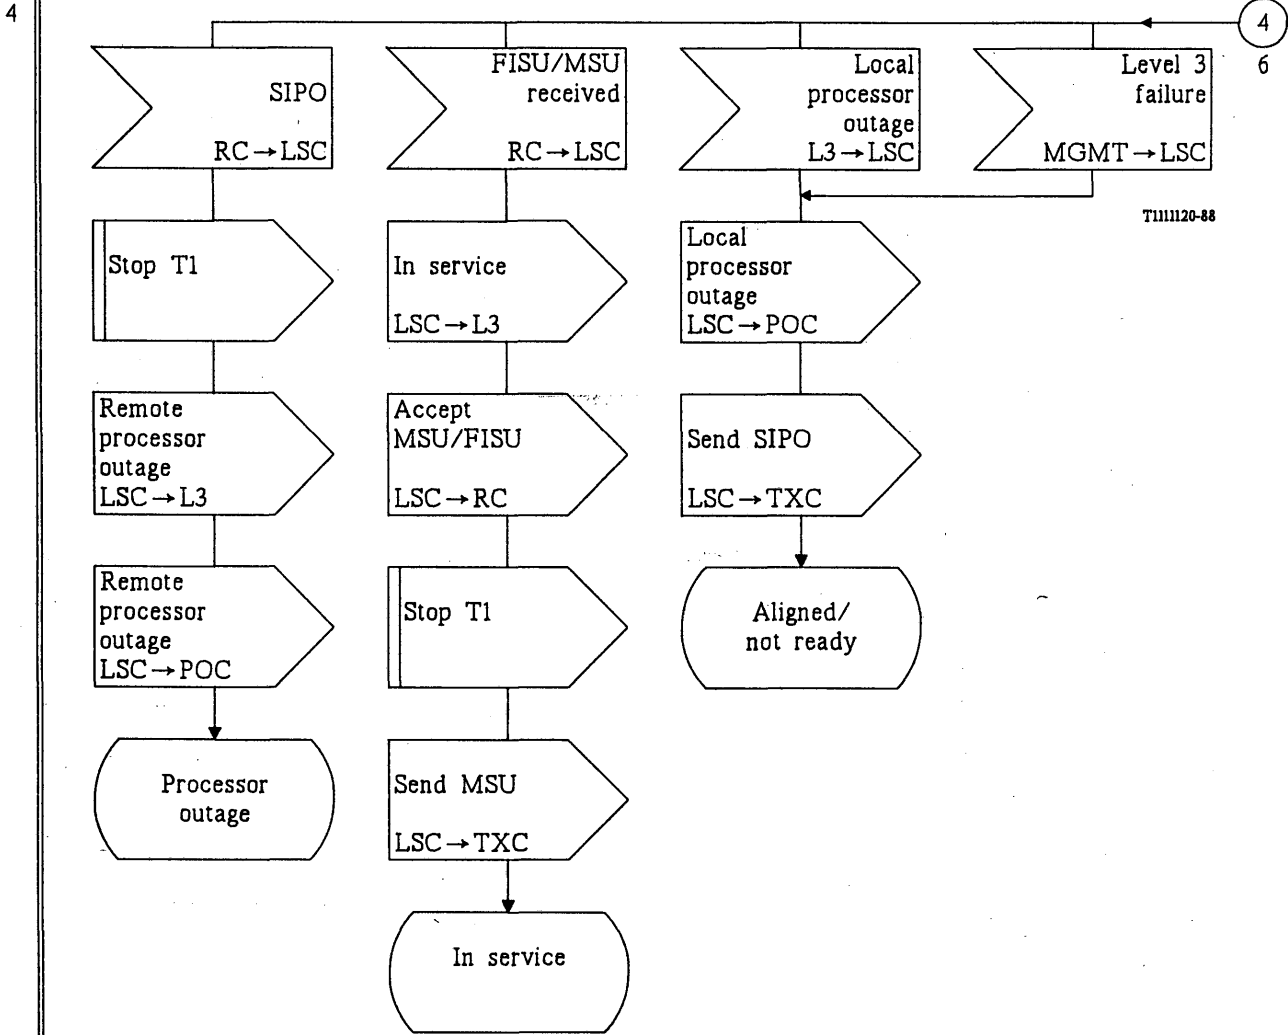 4
4
6
SIPO
RC→LSC
FISU/MSU
received
RC→LSC
Local
processor
outage
L3→LSC
Level 3
failure
MGMT→LSC
T1111120-88
Stop T1
In service
LSC→L3
Local
processor
outage
LSC→POC
Remote
processor
outage
LSC→L3
Accept
MSU/FISU
LSC→RC
Send SIPO
LSC→TXC
Remote
processor
outage
LSC→POC
Stop T1
Aligned/
not ready
Processor
outage
Send MSU
LSC→TXC
In service